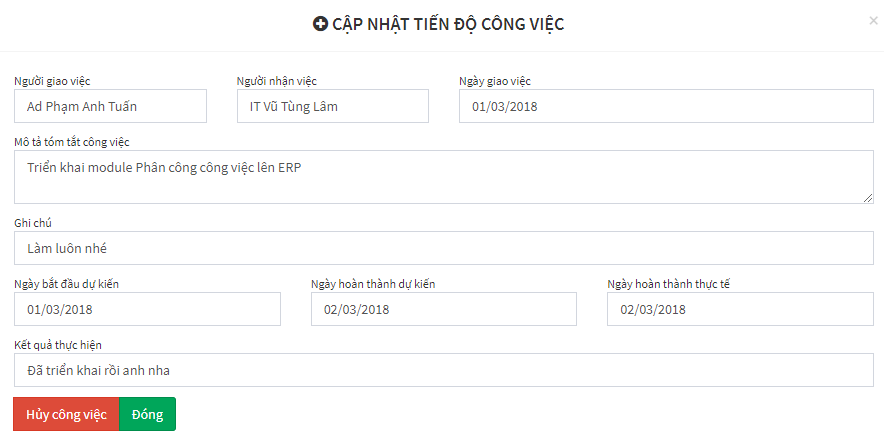 CẬP NHẬT TIẾN ĐỘ CÔNG VIỆC ×
Người giao việc Người nhận việc Ngày giao việc
Ad Phạm Anh Tuấn IT Vũ Tùng Lâm 01/03/2018
Mô tả tóm tắt công việc
Triển khai module Phân công công việc lên ERP
Ghi chú
Làm luôn nhé
Ngày bắt đầu dự kiến Ngày hoàn thành dự kiến Ngày hoàn thành thực tế
01/03/2018 02/03/2018 02/03/2018
Kết quả thực hiện
Đã triển khai rồi anh nha
Hủy công việc Đóng